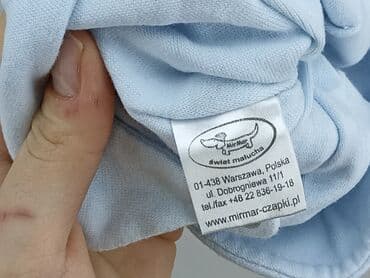 MirMar
świat malucha
01-438 Warszawa, Polska
ul. Dobrogniewa 11/1
tel./fax +48 22 836-19-18
www.mirmar-czapki.pl